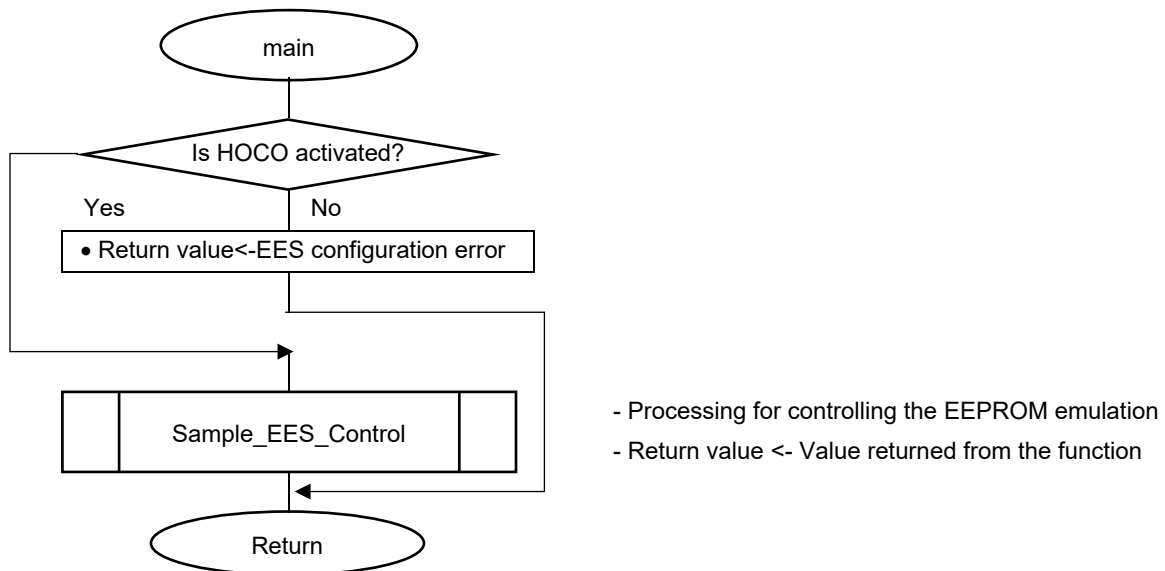 main
Is HOCO activated?
Yes
No
• Return value<-EES configuration error
Sample_EES_Control
- Processing for controlling the EEPROM emulation
- Return value <- Value returned from the function
Return